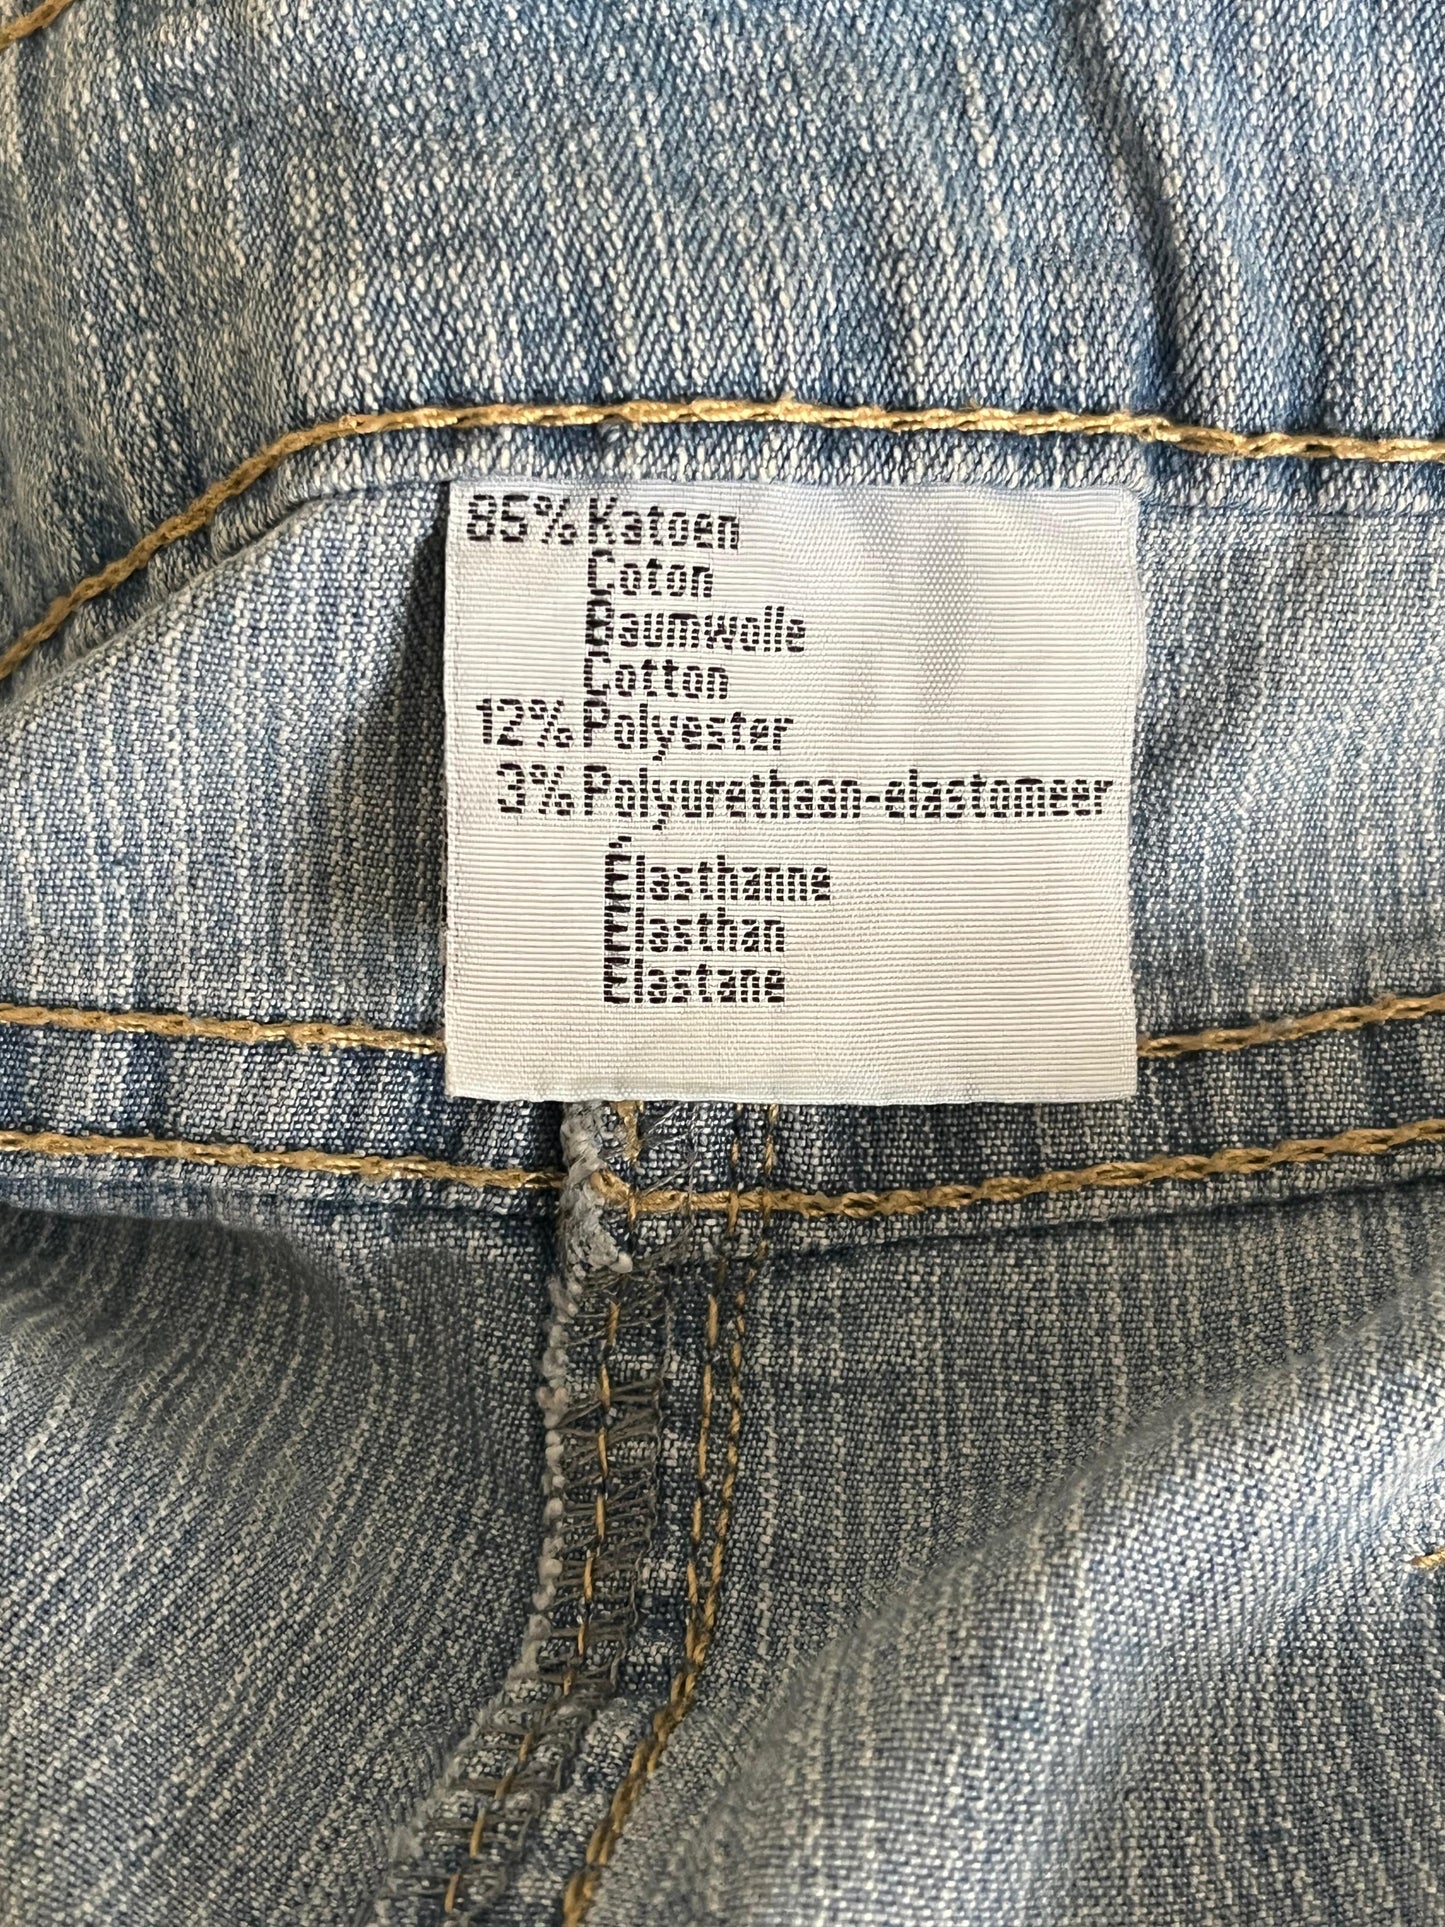 85% Katoen
Coton
Baumwolle
Cotton
12% Polyester
3% Polyurethaan-elastomeer
Élasthanne
Elasthan
Elastane